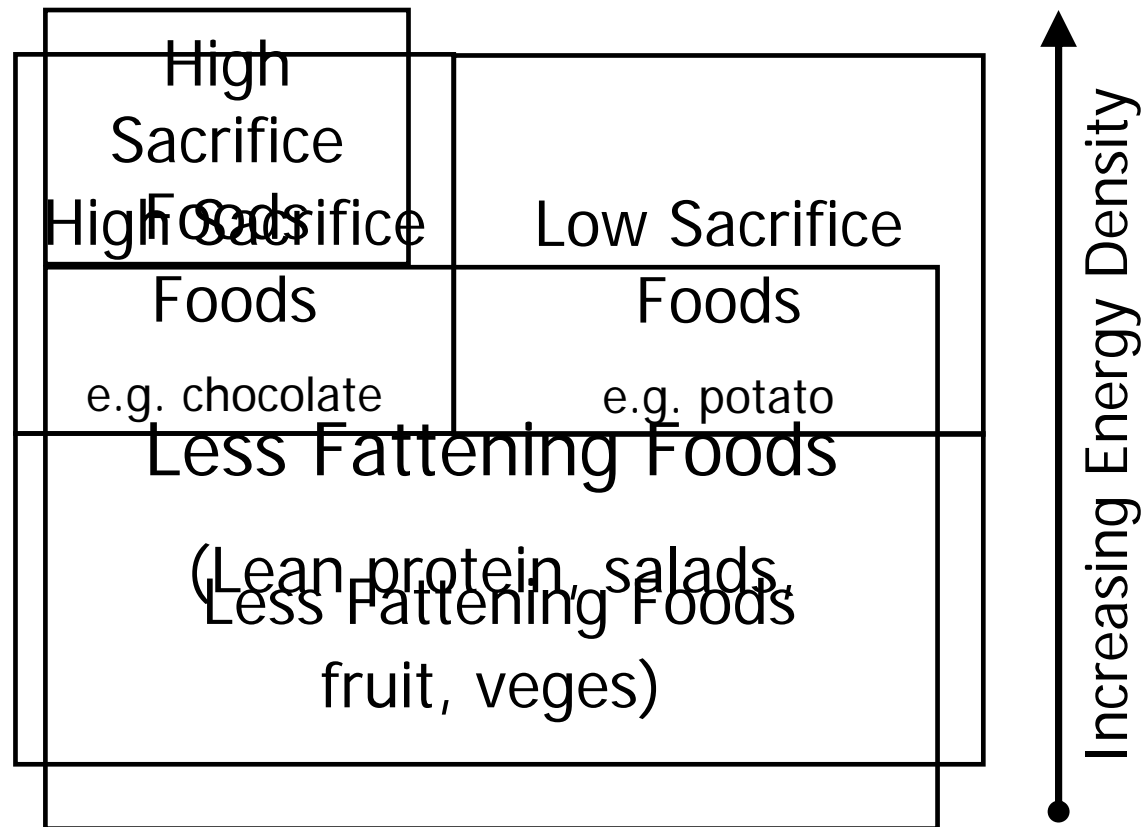 High
Sacrifice
Foods
High Sacrifice
Foods
e.g. chocolate
Low Sacrifice
Foods
e.g. potato
Less Fattening Foods
(Lean protein, salads,
fruit, veges)
Less Fattening Foods
Increasing Energy Density